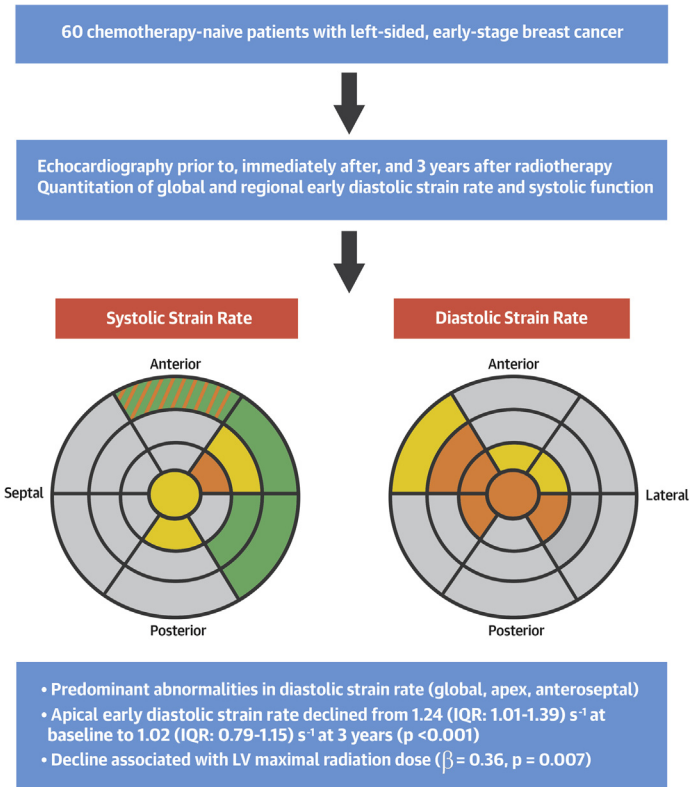 60 chemotherapy-naive patients with left-sided, early-stage breast cancer
Echocardiography prior to, immediately after, and 3 years after radiotherapy
Quantitation of global and regional early diastolic strain rate and systolic function
Systolic Strain Rate
Diastolic Strain Rate
Anterior
Anterior
Septal
Lateral
Posterior
Posterior
• Predominant abnormalities in diastolic strain rate (global, apex, anteroseptal)
• Apical early diastolic strain rate declined from 1.24 (IQR: 1.01-1.39) s⁻¹ at
baseline to 1.02 (IQR: 0.79-1.15) s⁻¹ at 3 years (p <0.001)
• Decline associated with LV maximal radiation dose (β = 0.36, p = 0.007)